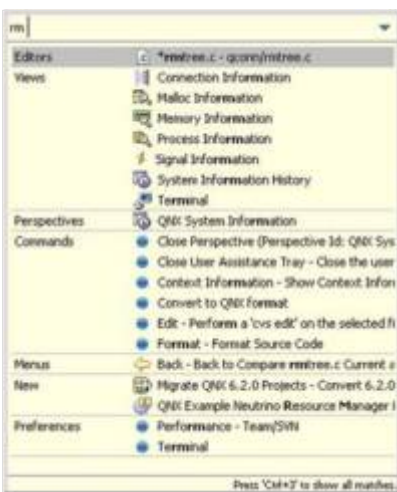 rm
Editors *rmtree.c - qconn/rmtree.c
Views Connection Information
Malloc Information
Memory Information
Process Information
Signal Information
System Information History
Terminal
Perspectives QNX System Information
Commands Close Perspective (Perspective Id: QNX Sys
Close User Assistance Tray - Close the user
Context Information - Show Context Infor
Convert to QNX format
Edit - Perform a 'cvs edit' on the selected fi
Format - Format Source Code
Menus Back - Back to Compare rmtree.c Current a
New Migrate QNX 6.2.0 Projects - Convert 6.2.0
QNX Example Neutrino Resource Manager
Preferences Performance - Team/SVN
Terminal
Press 'Ctrl+3' to show all matches.